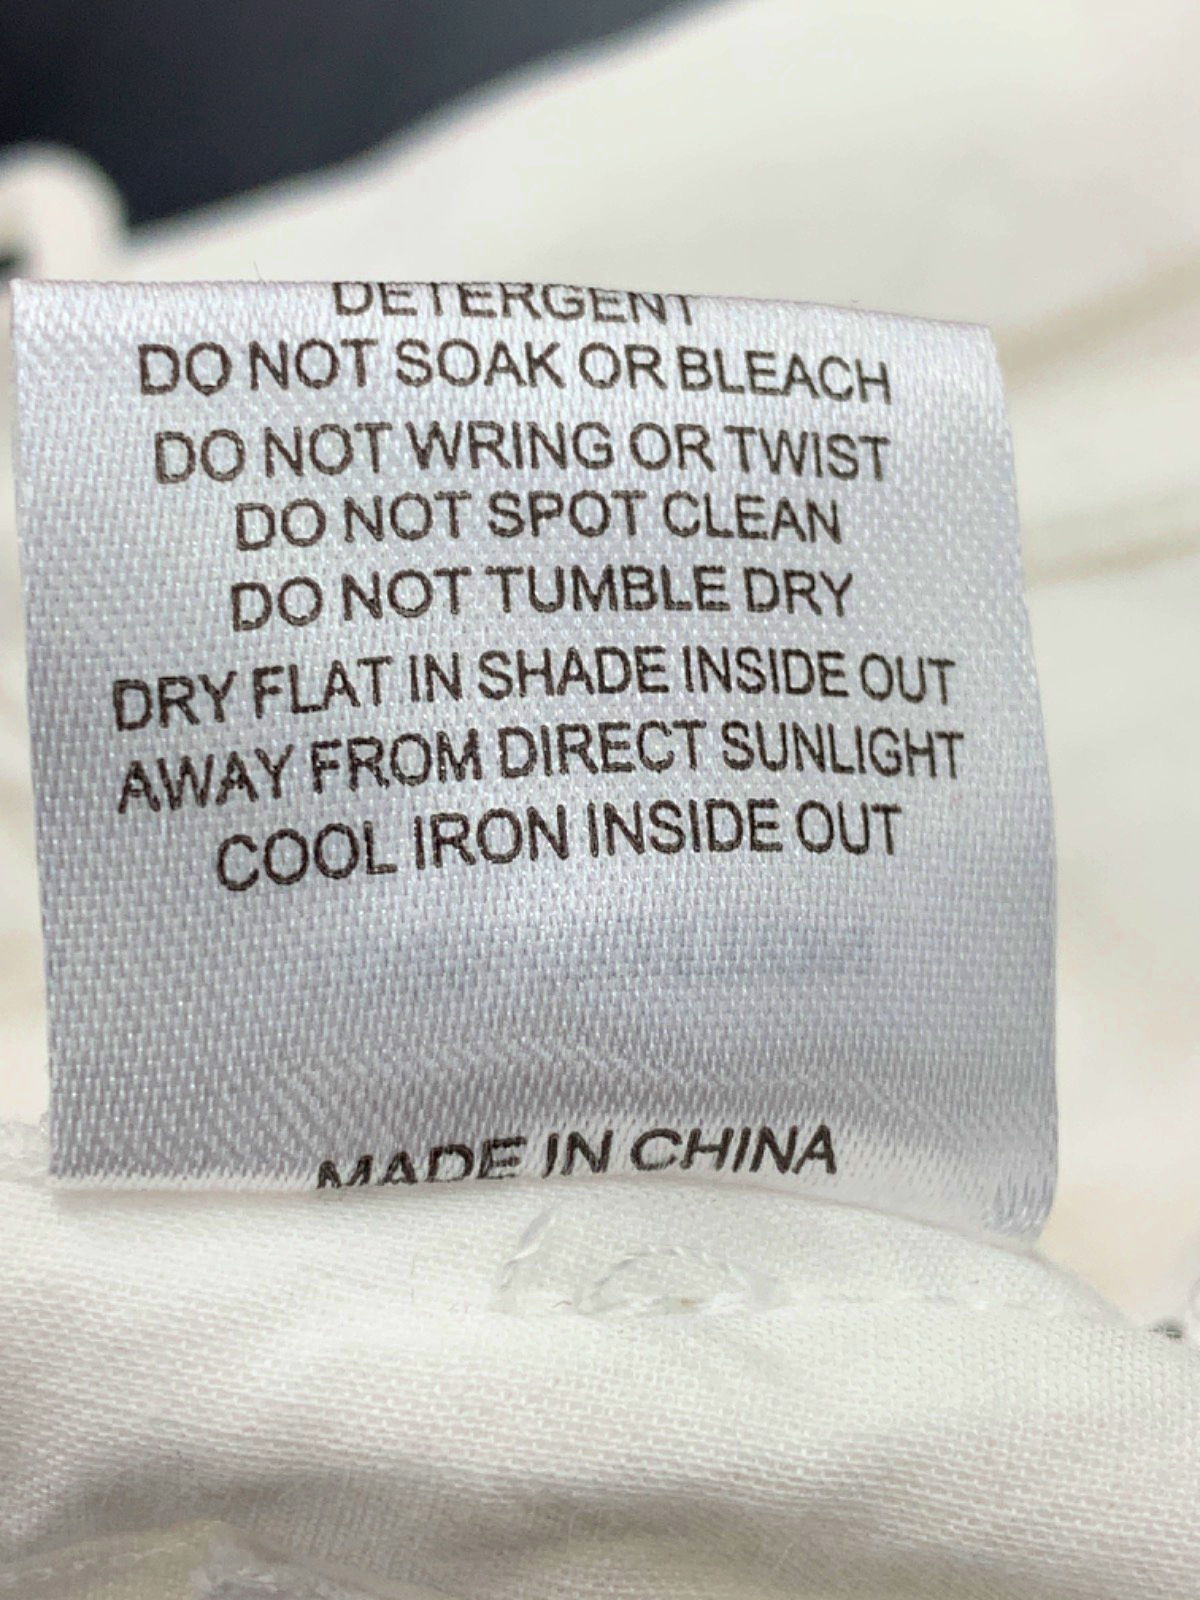 DETERGENT
DO NOT SOAK OR BLEACH
DO NOT WRING OR TWIST
DO NOT SPOT CLEAN
DO NOT TUMBLE DRY
DRY FLAT IN SHADE INSIDE OUT
AWAY FROM DIRECT SUNLIGHT
COOL IRON INSIDE OUT
MADE IN CHINA